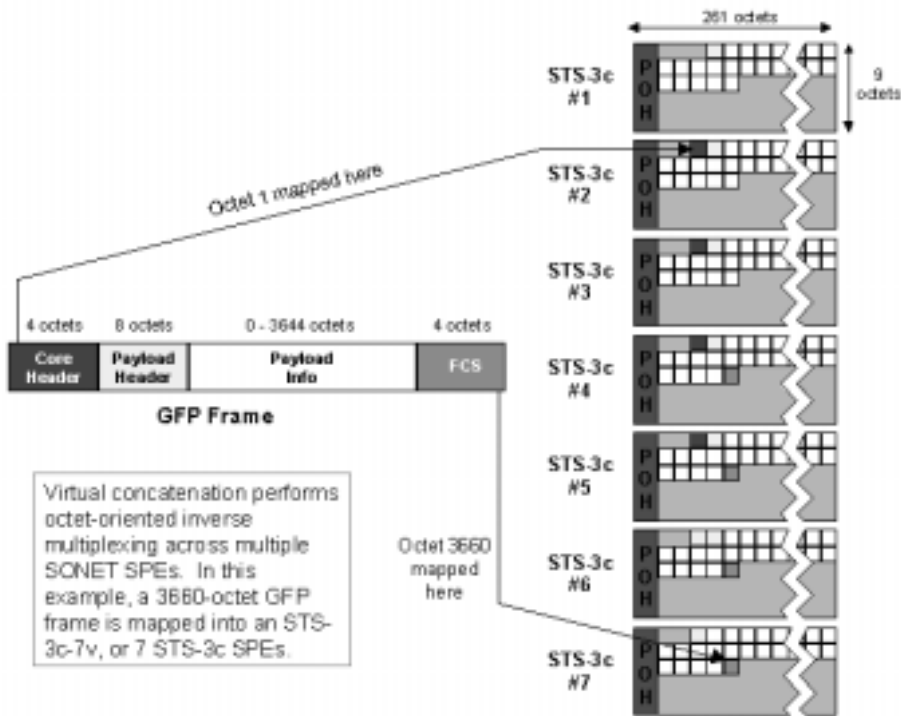 261 octets
STS-3c
#1
P
O
H
9
octets
STS-3c
#2
P
O
H
Octet 1 mapped here
STS-3c
#3
P
O
H
4 octets
8 octets
0 - 3644 octets
4 octets
Core
Header
Payload
Header
Payload
Info
FCS
GFP Frame
STS-3c
#4
P
O
H
STS-3c
#5
P
O
H
Virtual concatenation performs
octet-oriented inverse
multiplexing across multiple
SONET SPEs. In this
example, a 3660-octet GFP
frame is mapped into an STS-
3c-7v, or 7 STS-3c SPEs.
Octet 3660
mapped
here
STS-3c
#6
P
O
H
STS-3c
#7
P
O
H